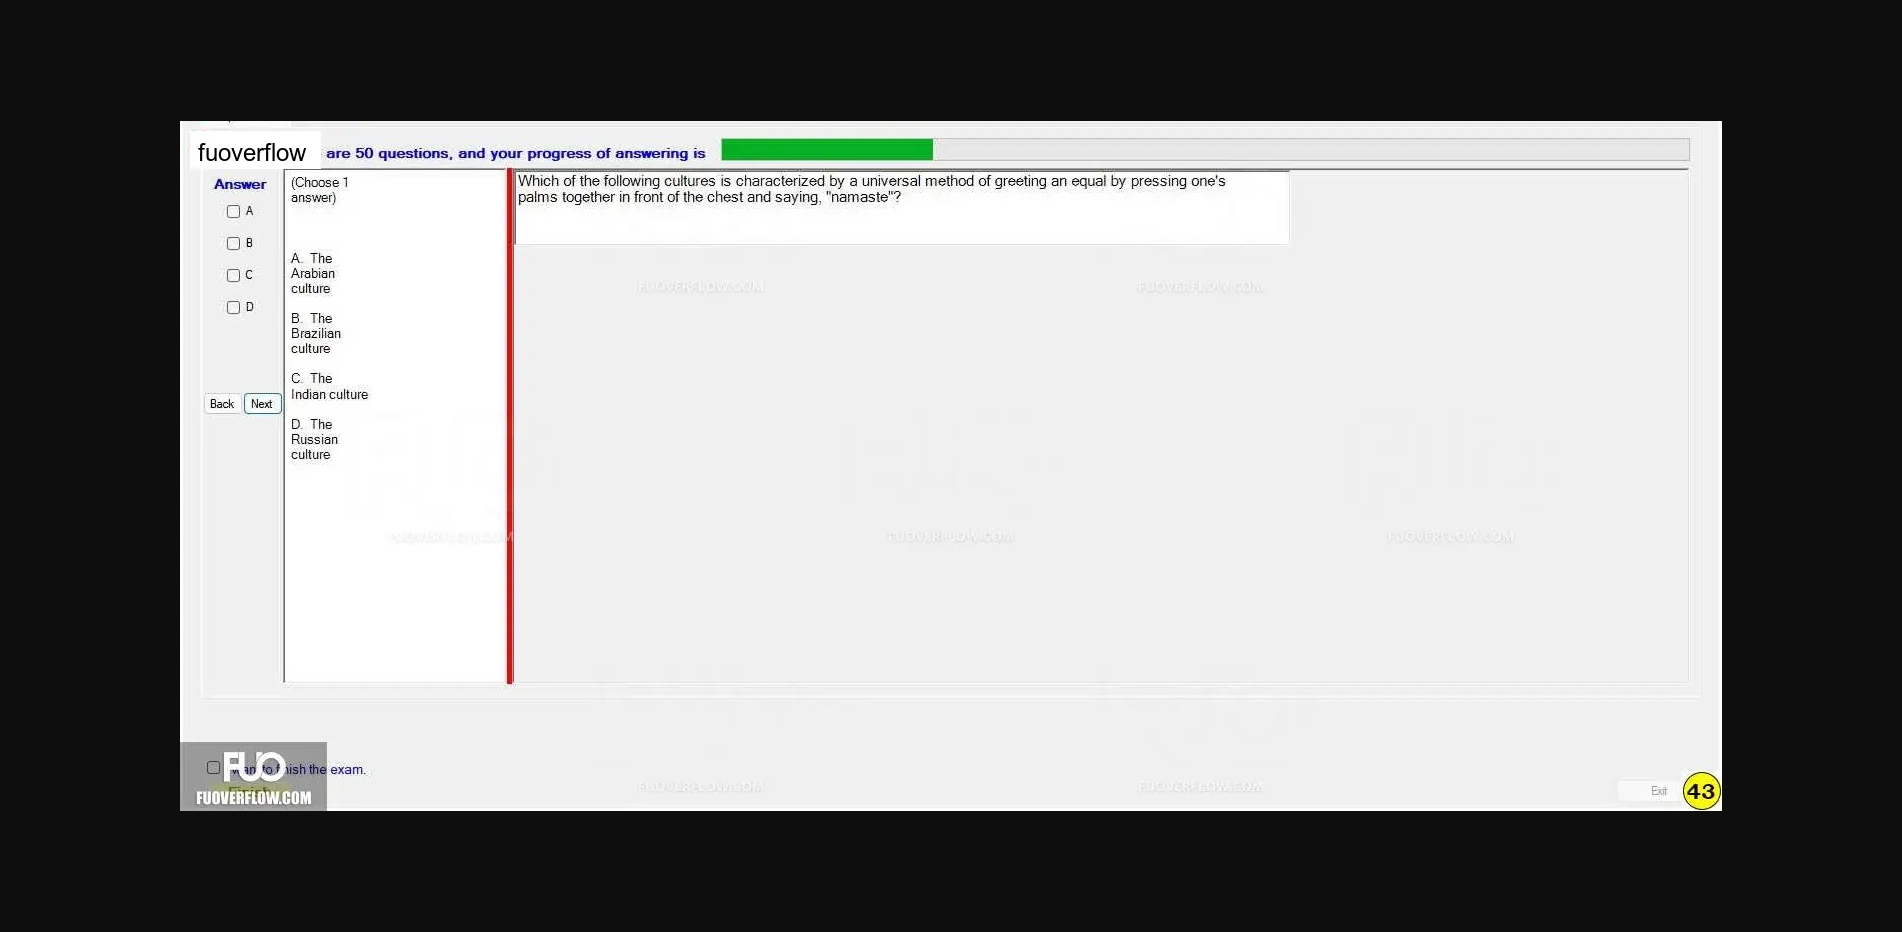 fuoverflow are 50 questions, and your progress of answering is
Answer
A
B
C
D
Back Next
(Choose 1
answer)
A. The
Arabian
culture
B. The
Brazilian
culture
C. The
Indian culture
D. The
Russian
culture
Which of the following cultures is characterized by a universal method of greeting an equal by pressing one's
palms together in front of the chest and saying, "namaste"?
FUOVERFLOW.COM FUOVERFLOW.COM
FUOVERFLOW.COM FUOVERFLOW.COM FUOVERFLOW.COM
FUOVERFLOW.COM FUOVERFLOW.COM
want to finish the exam.
Finish
FUO
FUOVERFLOW.COM
Exit
43